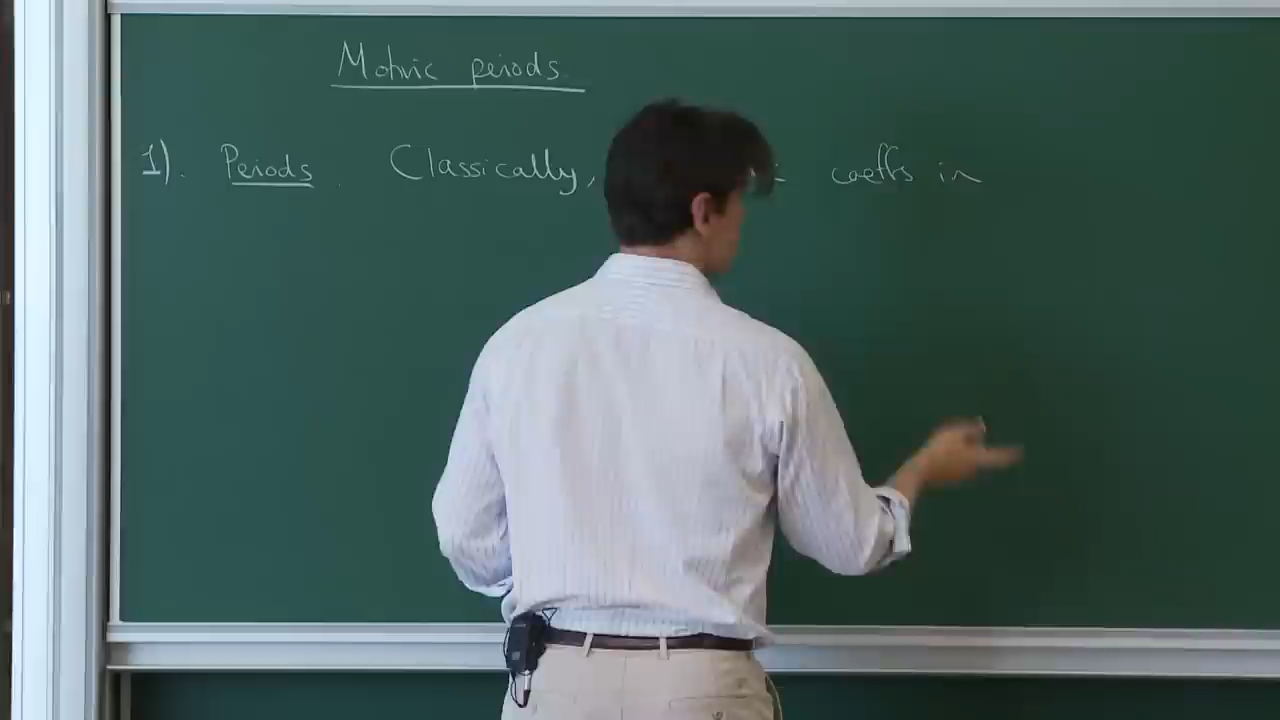 Motivic periods
1). Periods. Classically, coeffs in